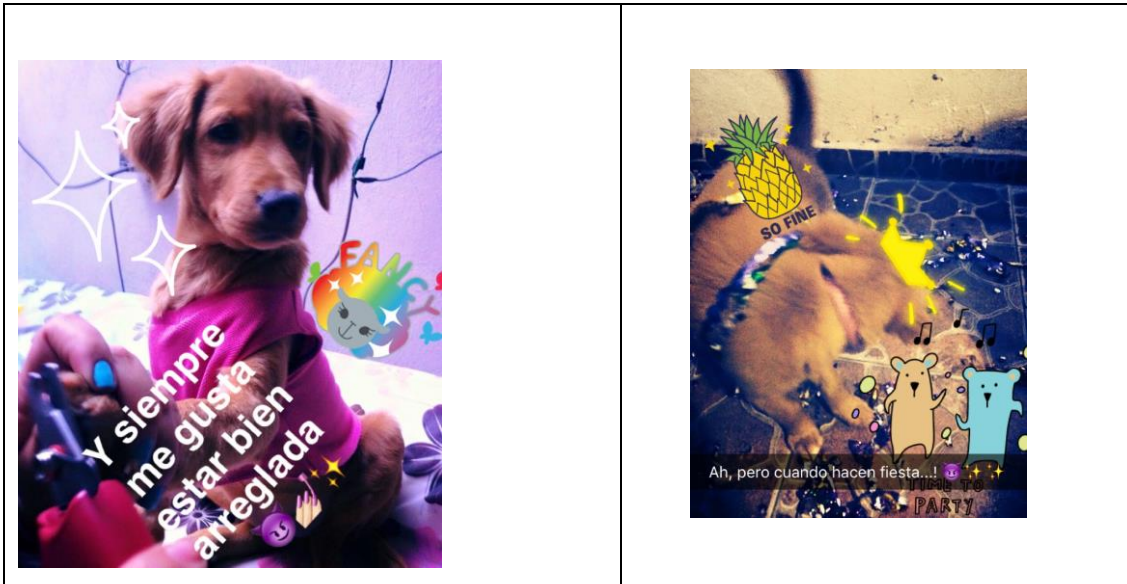 FANCY
Y siempre
me gusta
estar bien
arreglada
SO FINE
Ah, pero cuando hacen fiesta...!
TIME TO
PARTY